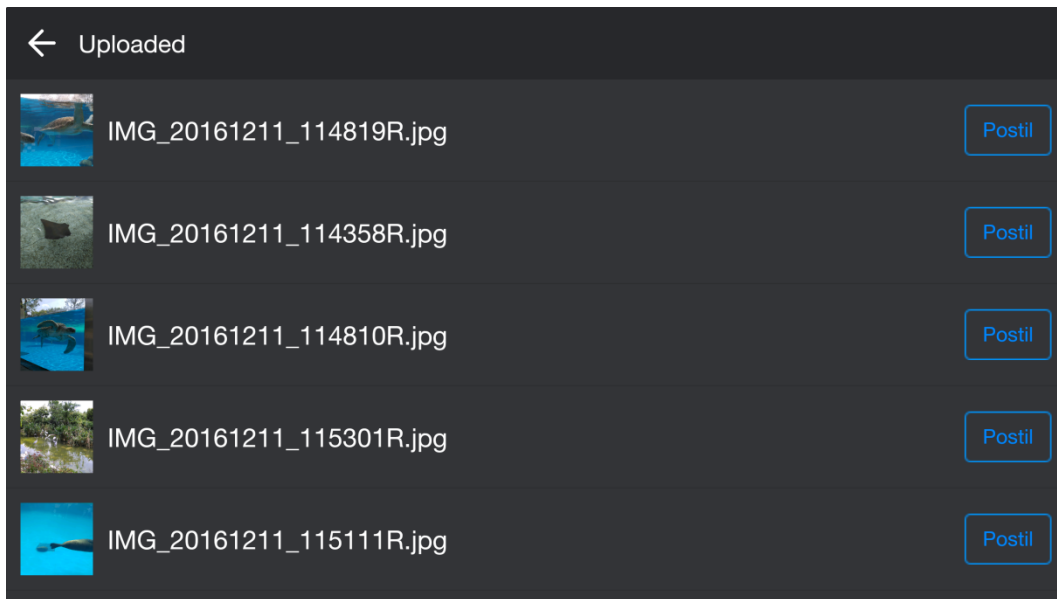 Uploaded
IMG_20161211_114819R.jpg Postil
IMG_20161211_114358R.jpg Postil
IMG_20161211_114810R.jpg Postil
IMG_20161211_115301R.jpg Postil
IMG_20161211_115111R.jpg Postil